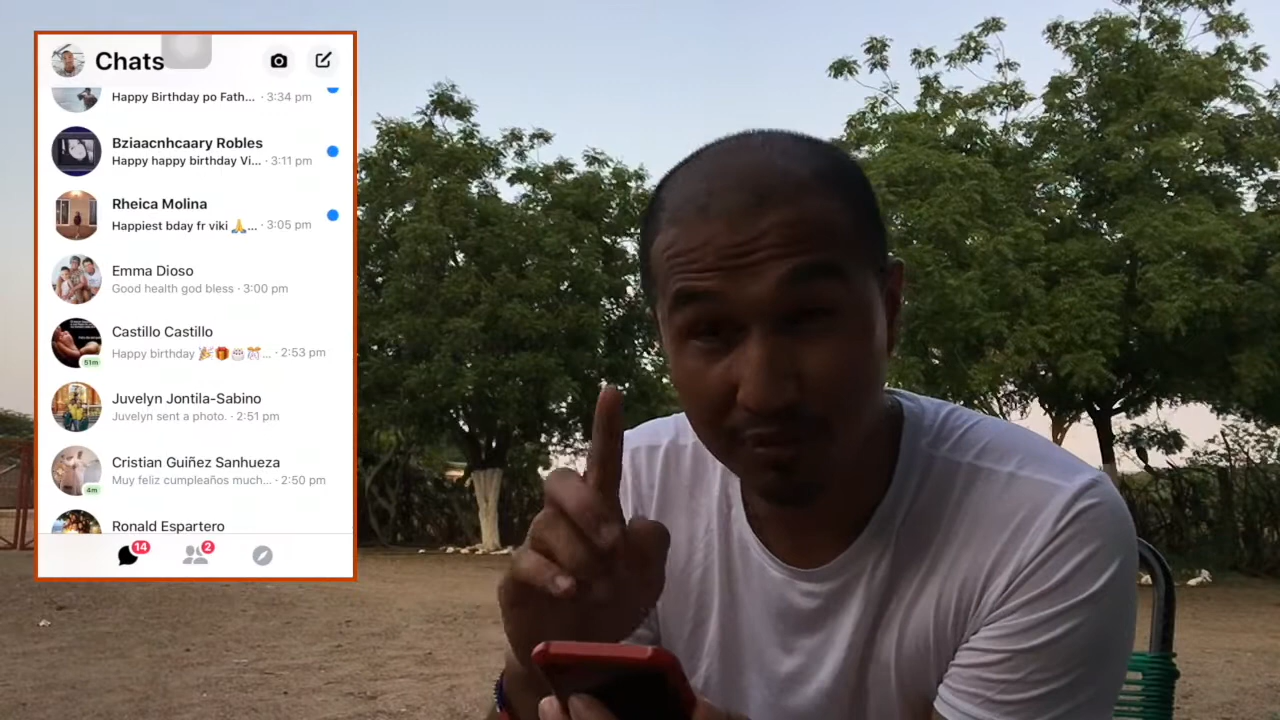 Chats
Happy Birthday po Fath... · 3:34 pm
Bziaacnhcaary Robles
Happy happy birthday Vi... · 3:11 pm
Rheica Molina
Happiest bday fr viki 🙏... · 3:05 pm
Emma Dioso
Good health god bless · 3:00 pm
Castillo Castillo
Happy birthday 🎉🎁🎂🎊... · 2:53 pm
51m
Juvelyn Jontila-Sabino
Juvelyn sent a photo. · 2:51 pm
Cristian Guiñez Sanhueza
Muy feliz cumpleaños much... · 2:50 pm
4m
Ronald Espartero
14
2